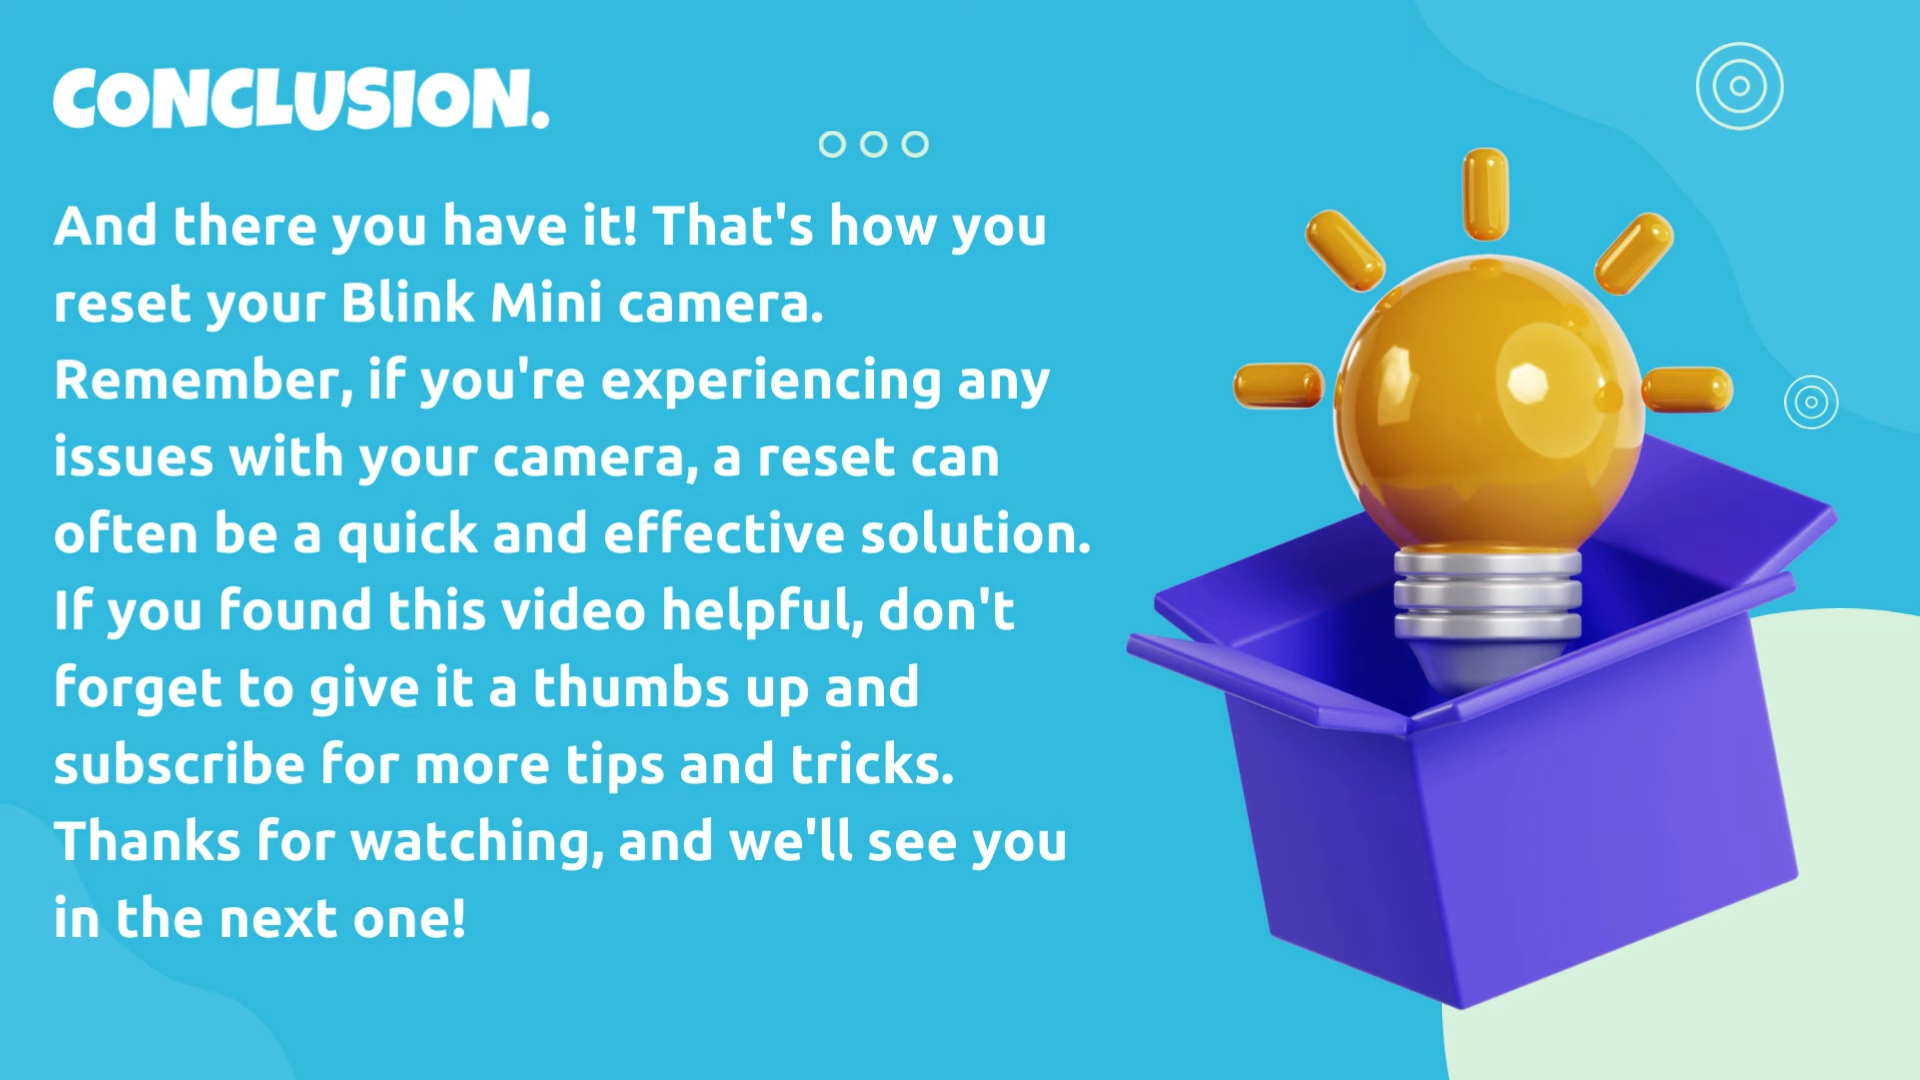 CONCLUSION.
And there you have it! That's how you
reset your Blink Mini camera.
Remember, if you're experiencing any
issues with your camera, a reset can
often be a quick and effective solution.
If you found this video helpful, don't
forget to give it a thumbs up and
subscribe for more tips and tricks.
Thanks for watching, and we'll see you
in the next one!